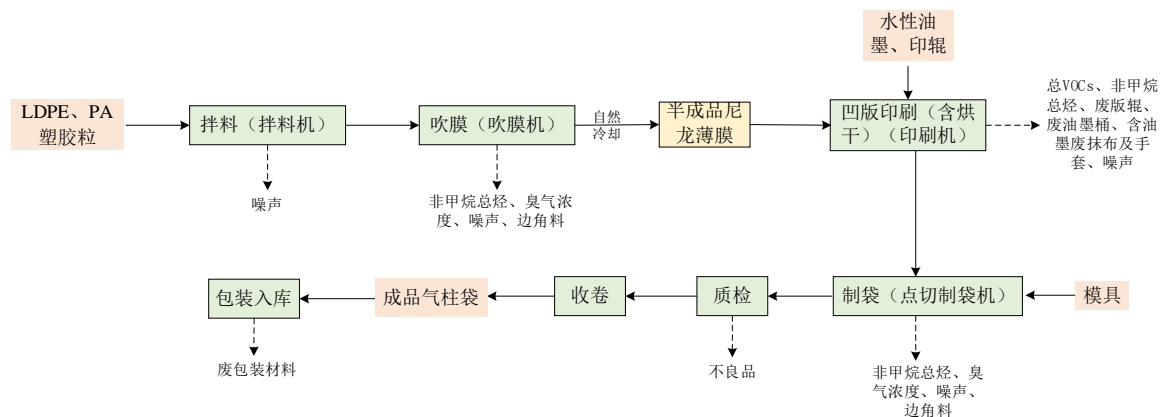 水性油
墨、印辊
LDPE、PA
塑胶粒
拌料（拌料机）
吹膜（吹膜机）
自然
冷却
半成品尼
龙薄膜
凹版印刷（含烘
干）（印刷机）
总VOCs、非甲烷
总烃、废版辊、
废油墨桶、含油
墨废抹布及手
套、噪声
噪声
非甲烷总烃、臭气浓
度、噪声、边角料
包装入库
成品气柱袋
收卷
质检
制袋（点切制袋机）
模具
废包装材料
不良品
非甲烷总烃、臭
气浓度、噪声、
边角料